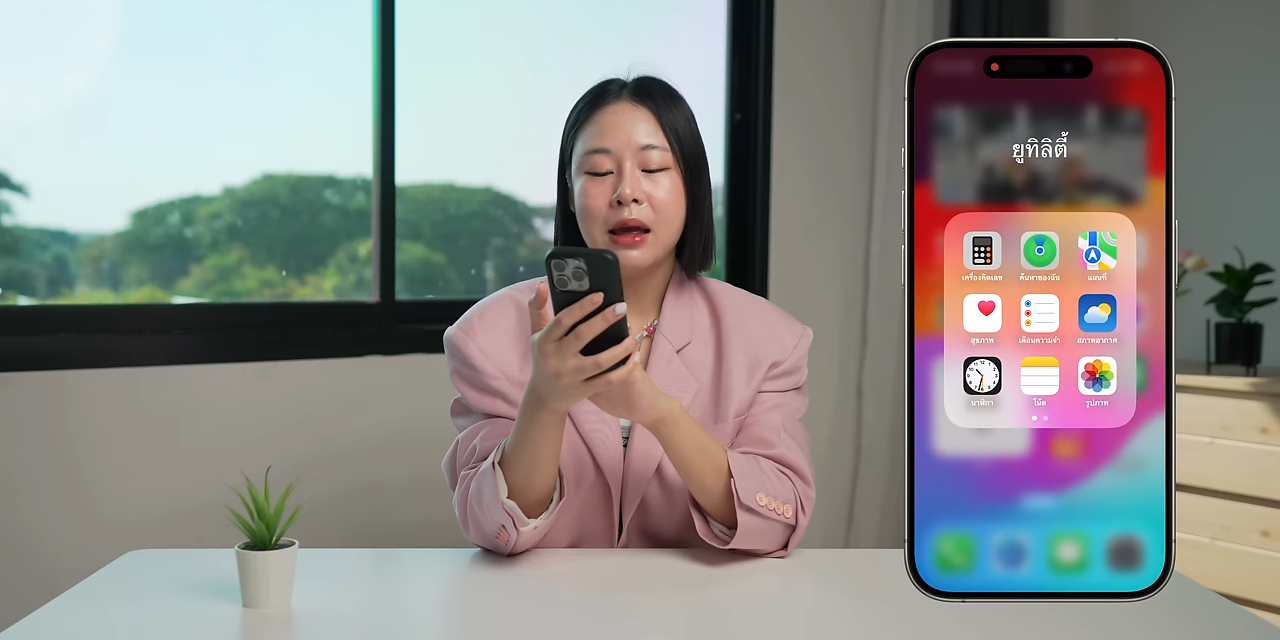 ยูทิลิตี้
เครื่องคิดเลข ค้นหาของฉัน แผนที่
สุขภาพ เตือนความจำ สภาพอากาศ
นาฬิกา โน้ต รูปภาพ